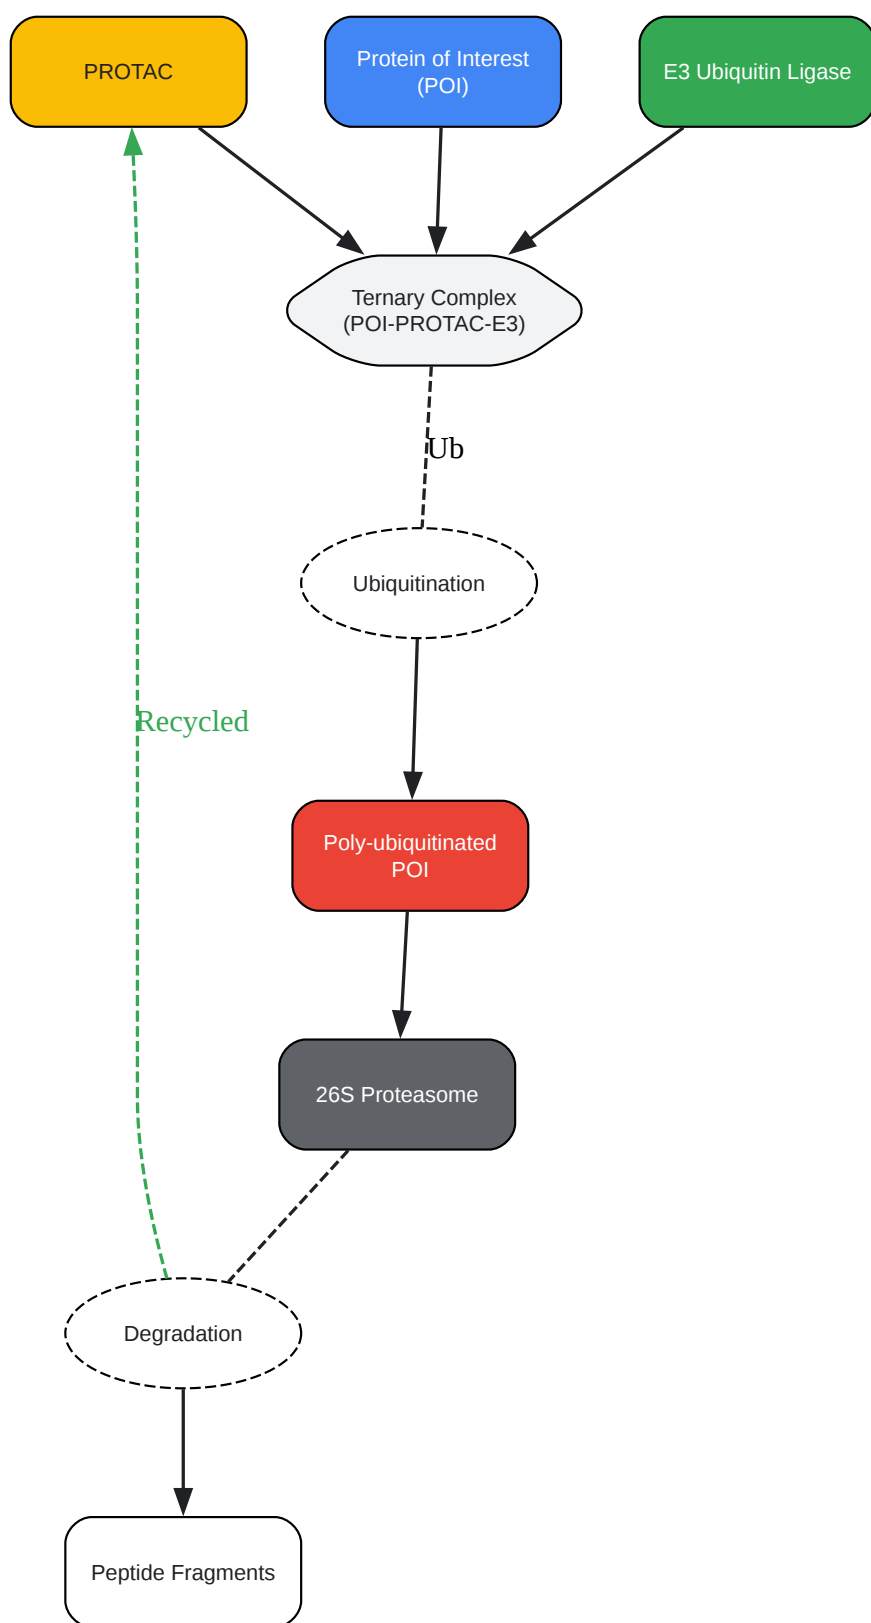 PROTAC
Protein of Interest
(POI)
E3 Ubiquitin Ligase
Ternary Complex
(POI-PROTAC-E3)
Ub
Ubiquitination
Recycled
Poly-ubiquitinated
POI
26S Proteasome
Degradation
Peptide Fragments